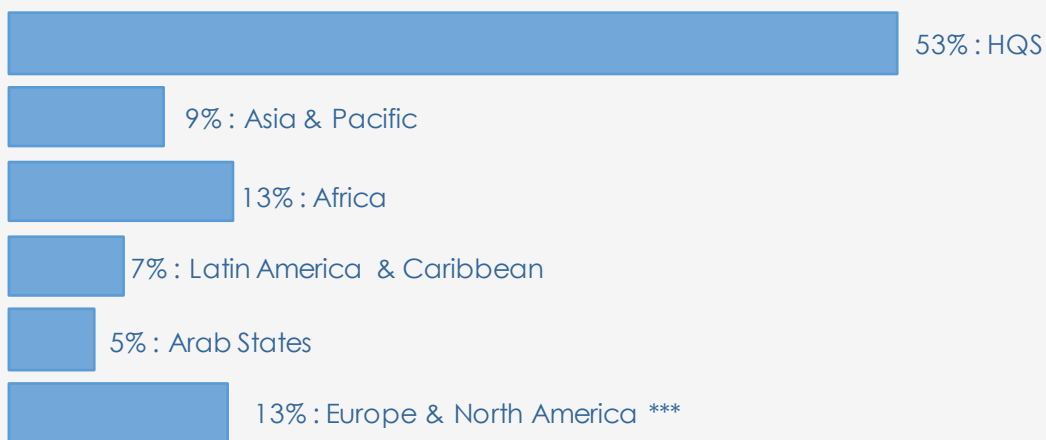 53% : HQS
9% : Asia & Pacific
13% : Africa
7% : Latin America & Caribbean
5% : Arab States
13% : Europe & North America ***